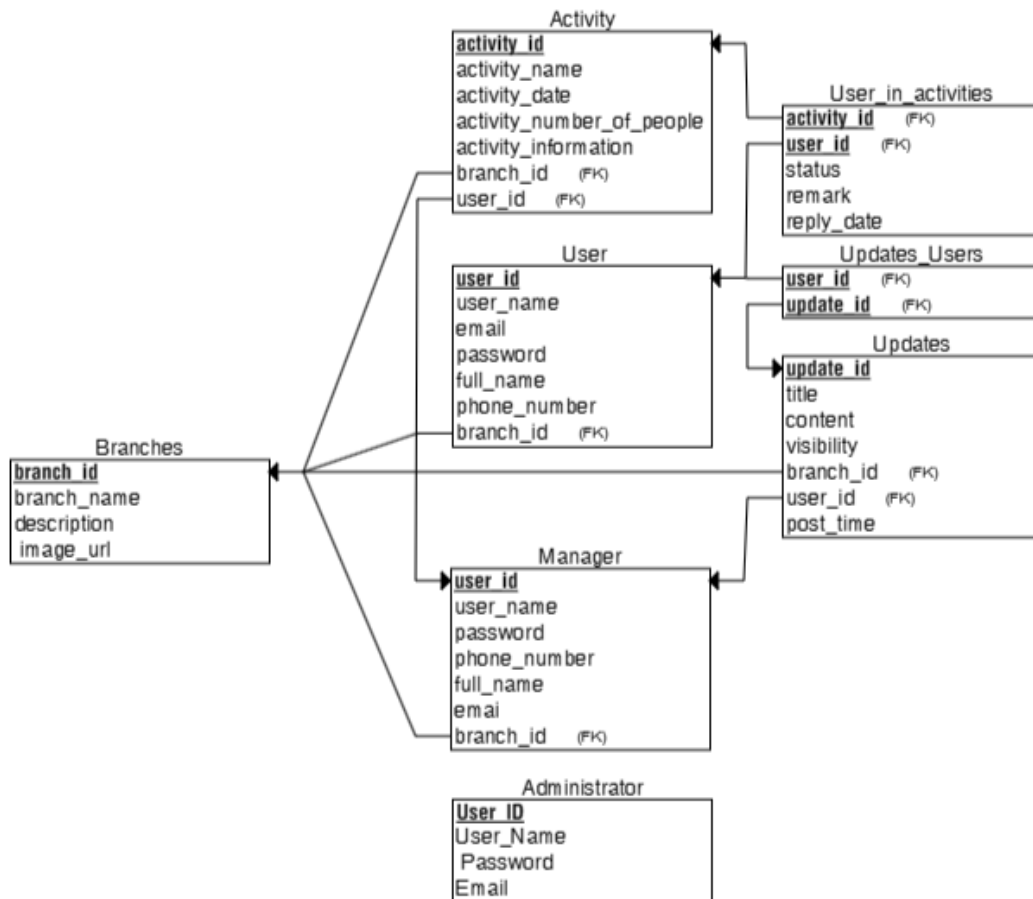 Activity
activity_id
activity_name
activity_date
activity_number_of_people
activity_information
branch_id (FK)
user_id (FK)
User_in_activities
activity_id (FK)
user_id (FK)
status
remark
reply_date
User
user_id
user_name
email
password
full_name
phone_number
branch_id (FK)
Updates_Users
user_id (FK)
update_id (FK)
Updates
update_id
title
content
visibility
branch_id (FK)
user_id (FK)
post_time
Branches
branch_id
branch_name
description
image_url
Manager
user_id
user_name
password
phone_number
full_name
emai
branch_id (FK)
Administrator
User_ID
User_Name
Password
Email